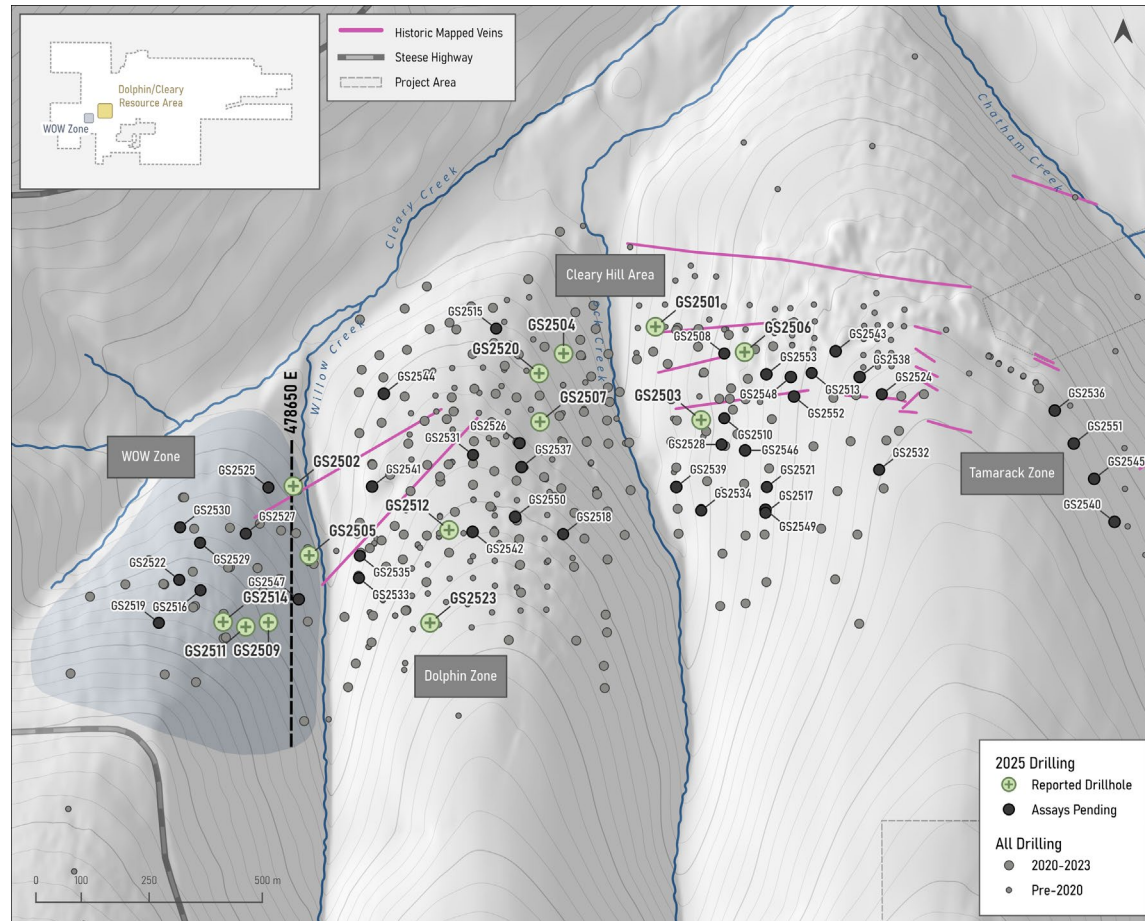 Dolphin/Cleary
Resource Area
WOW Zone
Historic Mapped Veins
Steese Highway
Project Area
Cleary Creek
Chatham Creek
Willow Creek
Creek
Cleary Hill Area
WOW Zone
Dolphin Zone
Tamarack Zone
478650 E
GS2515
GS2504
GS2520
GS2544
GS2507
GS2526
GS2531
GS2537
GS2541
GS2512
GS2550
GS2518
GS2542
GS2535
GS2533
GS2523
GS2525
GS2502
GS2530
GS2527
GS2505
GS2529
GS2522
GS2547
GS2516
GS2514
GS2519
GS2511
GS2509
GS2501
GS2508
GS2506
GS2543
GS2553
GS2538
GS2513
GS2524
GS2548
GS2552
GS2503
GS2510
GS2528
GS2546
GS2539
GS2521
GS2532
GS2534
GS2517
GS2549
GS2536
GS2551
GS2545
GS2540
2025 Drilling
Reported Drillhole
Assays Pending
All Drilling
2020-2023
Pre-2020
0 100 250 500 m